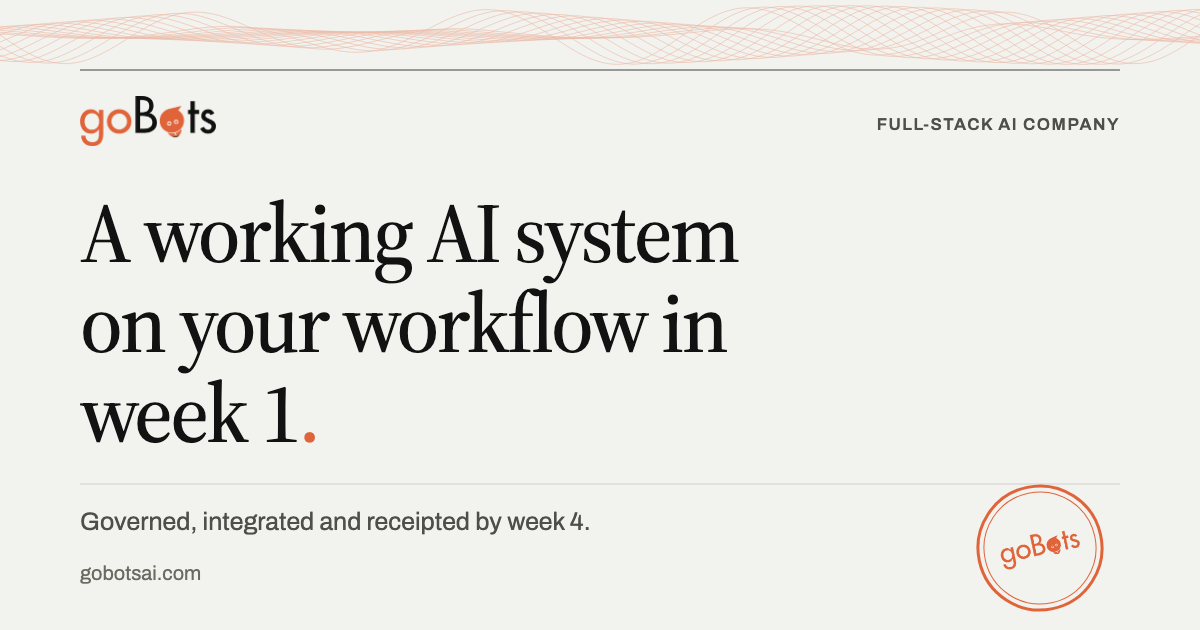 goBots
FULL-STACK AI COMPANY
A working AI system
on your workflow in
week 1.
Governed, integrated and receipted by week 4.
gobotsai.com
goBots